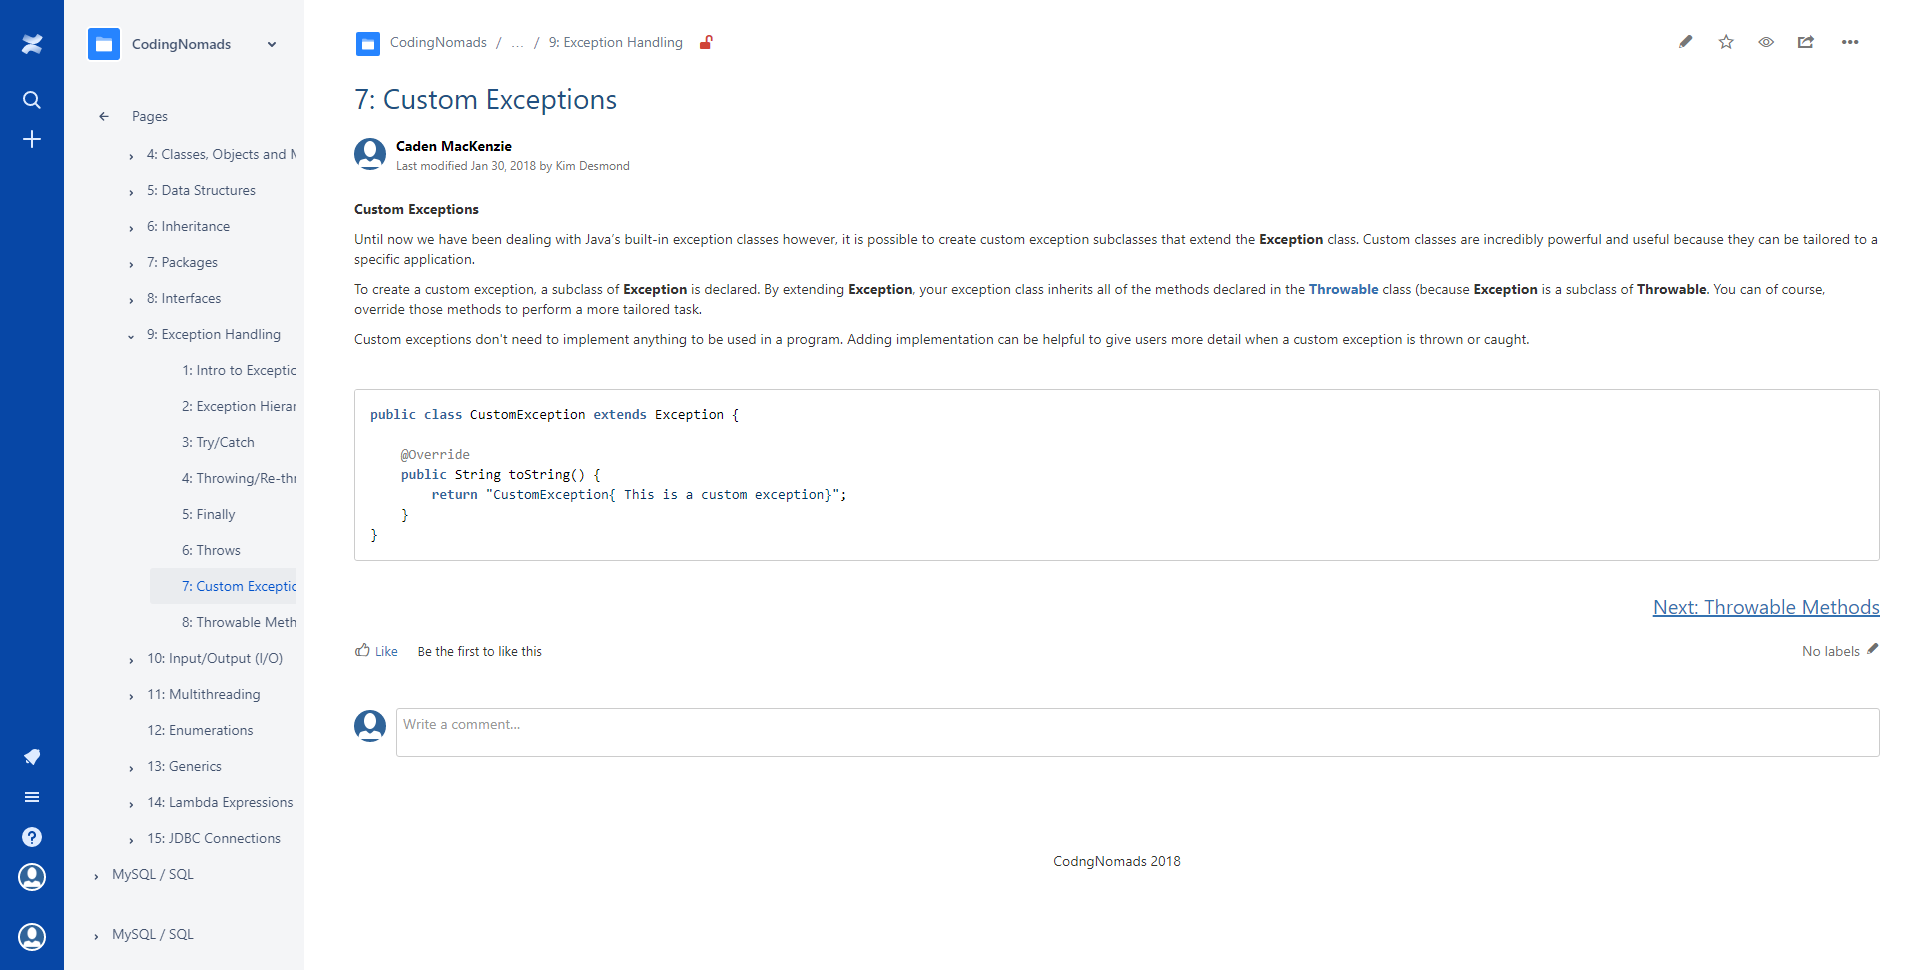 CodingNomads
Pages
4: Classes, Objects and M
5: Data Structures
6: Inheritance
7: Packages
8: Interfaces
9: Exception Handling
1: Intro to Exceptic
2: Exception Hierar
3: Try/Catch
4: Throwing/Re-thr
5: Finally
6: Throws
7: Custom Exceptic
8: Throwable Meth
10: Input/Output (I/O)
11: Multithreading
12: Enumerations
13: Generics
14: Lambda Expressions
15: JDBC Connections
MySQL / SQL
MySQL / SQL
CodingNomads / ... / 9: Exception Handling
7: Custom Exceptions
Caden MacKenzie
Last modified Jan 30, 2018 by Kim Desmond
Custom Exceptions
Until now we have been dealing with Java's built-in exception classes however, it is possible to create custom exception subclasses that extend the Exception class. Custom classes are incredibly powerful and useful because they can be tailored to a
specific application.
To create a custom exception, a subclass of Exception is declared. By extending Exception, your exception class inherits all of the methods declared in the Throwable class (because Exception is a subclass of Throwable. You can of course,
override those methods to perform a more tailored task.
Custom exceptions don't need to implement anything to be used in a program. Adding implementation can be helpful to give users more detail when a custom exception is thrown or caught.
public class CustomException extends Exception {
@Override
public String toString() {
return "CustomException{ This is a custom exception}";
}
}
Next: Throwable Methods
Like Be the first to like this
No labels
Write a comment...
CodngNomads 2018